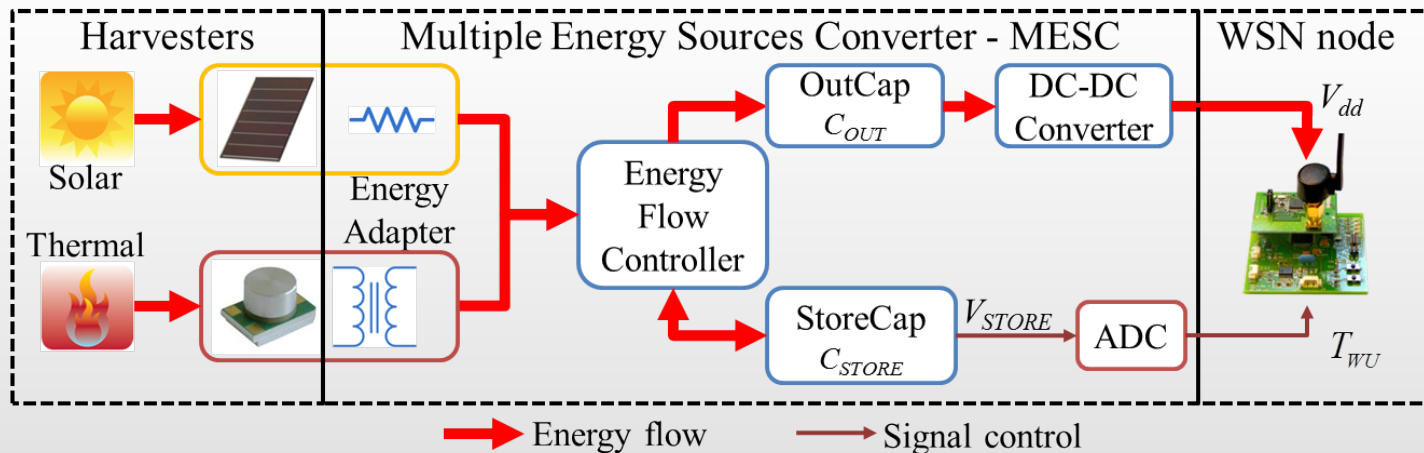 Harvesters
Multiple Energy Sources Converter - MESC
WSN node
Solar
Thermal
Energy
Adapter
Energy
Flow
Controller
OutCap
C_OUT
DC-DC
Converter
V_dd
StoreCap
C_STORE
V_STORE
ADC
T_WU
Energy flow
Signal control